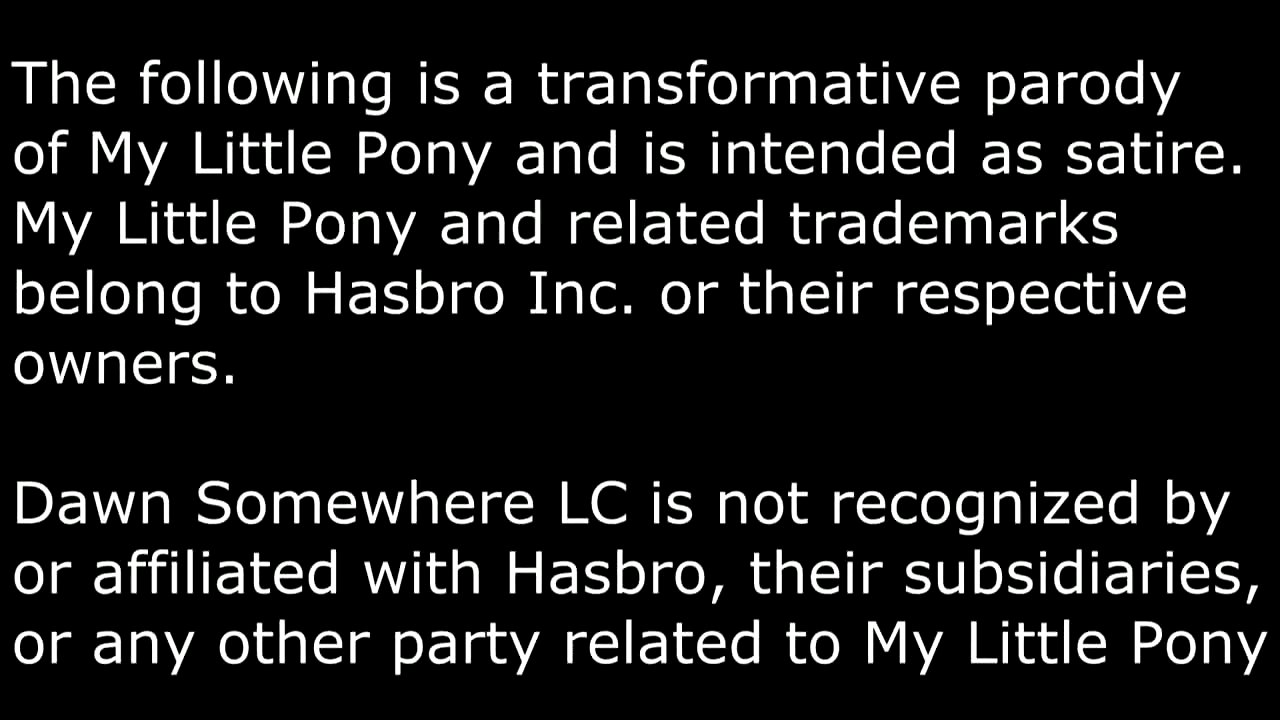 The following is a transformative parody
of My Little Pony and is intended as satire.
My Little Pony and related trademarks
belong to Hasbro Inc. or their respective
owners.
Dawn Somewhere LC is not recognized by
or affiliated with Hasbro, their subsidiaries,
or any other party related to My Little Pony